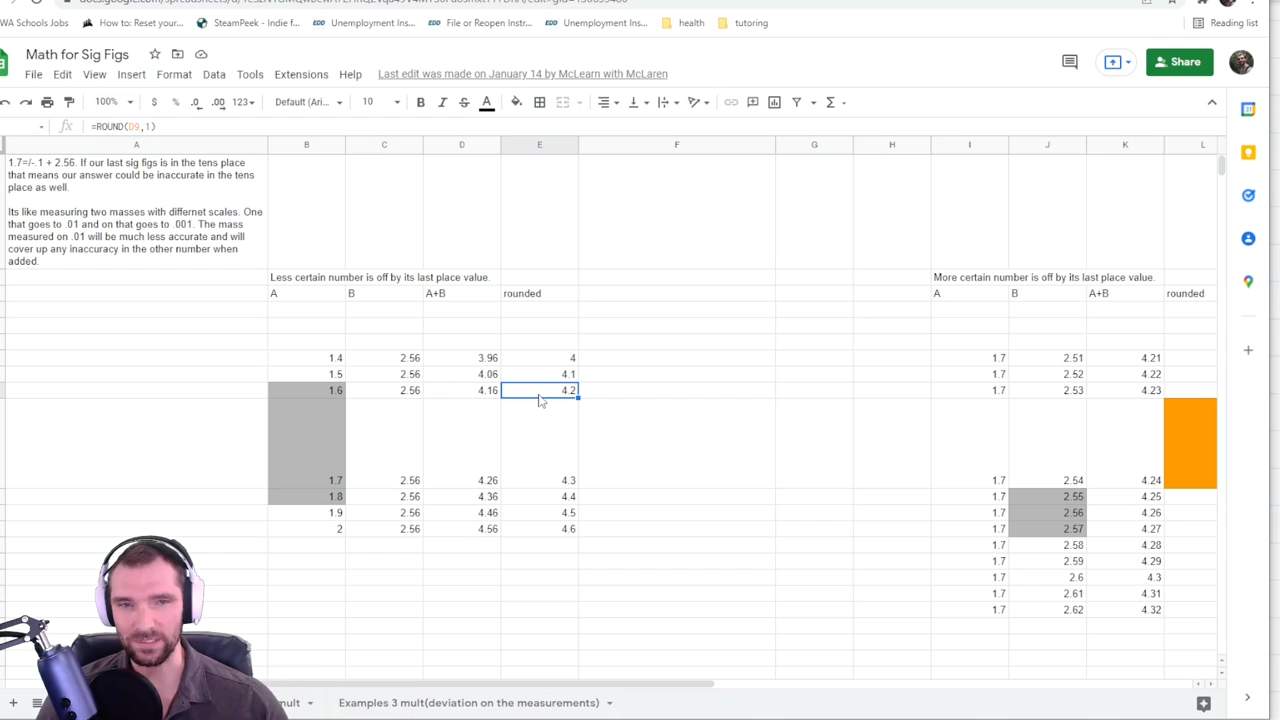 WA Schools Jobs How to: Reset your... SteamPeek - Indie f... EDD Unemployment Ins... EDD File or Reopen Instr... EDD Unemployment Ins... health tutoring Reading list
Math for Sig Figs
File Edit View Insert Format Data Tools Extensions Help Last edit was made on January 14 by McLearn with McLaren Share
100% $ % .0 .00 123 Default (Ari... 10 B I S A
fx =ROUND(D9,1)
A B C D E F G H I J K L
1.7=/-.1 + 2.56. If our last sig figs is in the tens place
that means our answer could be inaccurate in the tens
place as well.
Its like measuring two masses with differnet scales. One
that goes to .01 and on that goes to .001. The mass
measured on .01 will be much less accurate and will
cover up any inaccuracy in the other number when
added.
Less certain number is off by its last place value. More certain number is off by its last place value.
A B A+B rounded A B A+B rounded
1.4 2.56 3.96 4 1.7 2.51 4.21
1.5 2.56 4.06 4.1 1.7 2.52 4.22
1.6 2.56 4.16 4.2 1.7 2.53 4.23
1.7 2.56 4.26 4.3 1.7 2.54 4.24
1.8 2.56 4.36 4.4 1.7 2.55 4.25
1.9 2.56 4.46 4.5 1.7 2.56 4.26
2 2.56 4.56 4.6 1.7 2.57 4.27
1.7 2.58 4.28
1.7 2.59 4.29
1.7 2.6 4.3
1.7 2.61 4.31
1.7 2.62 4.32
mult Examples 3 mult(deviation on the measurements)